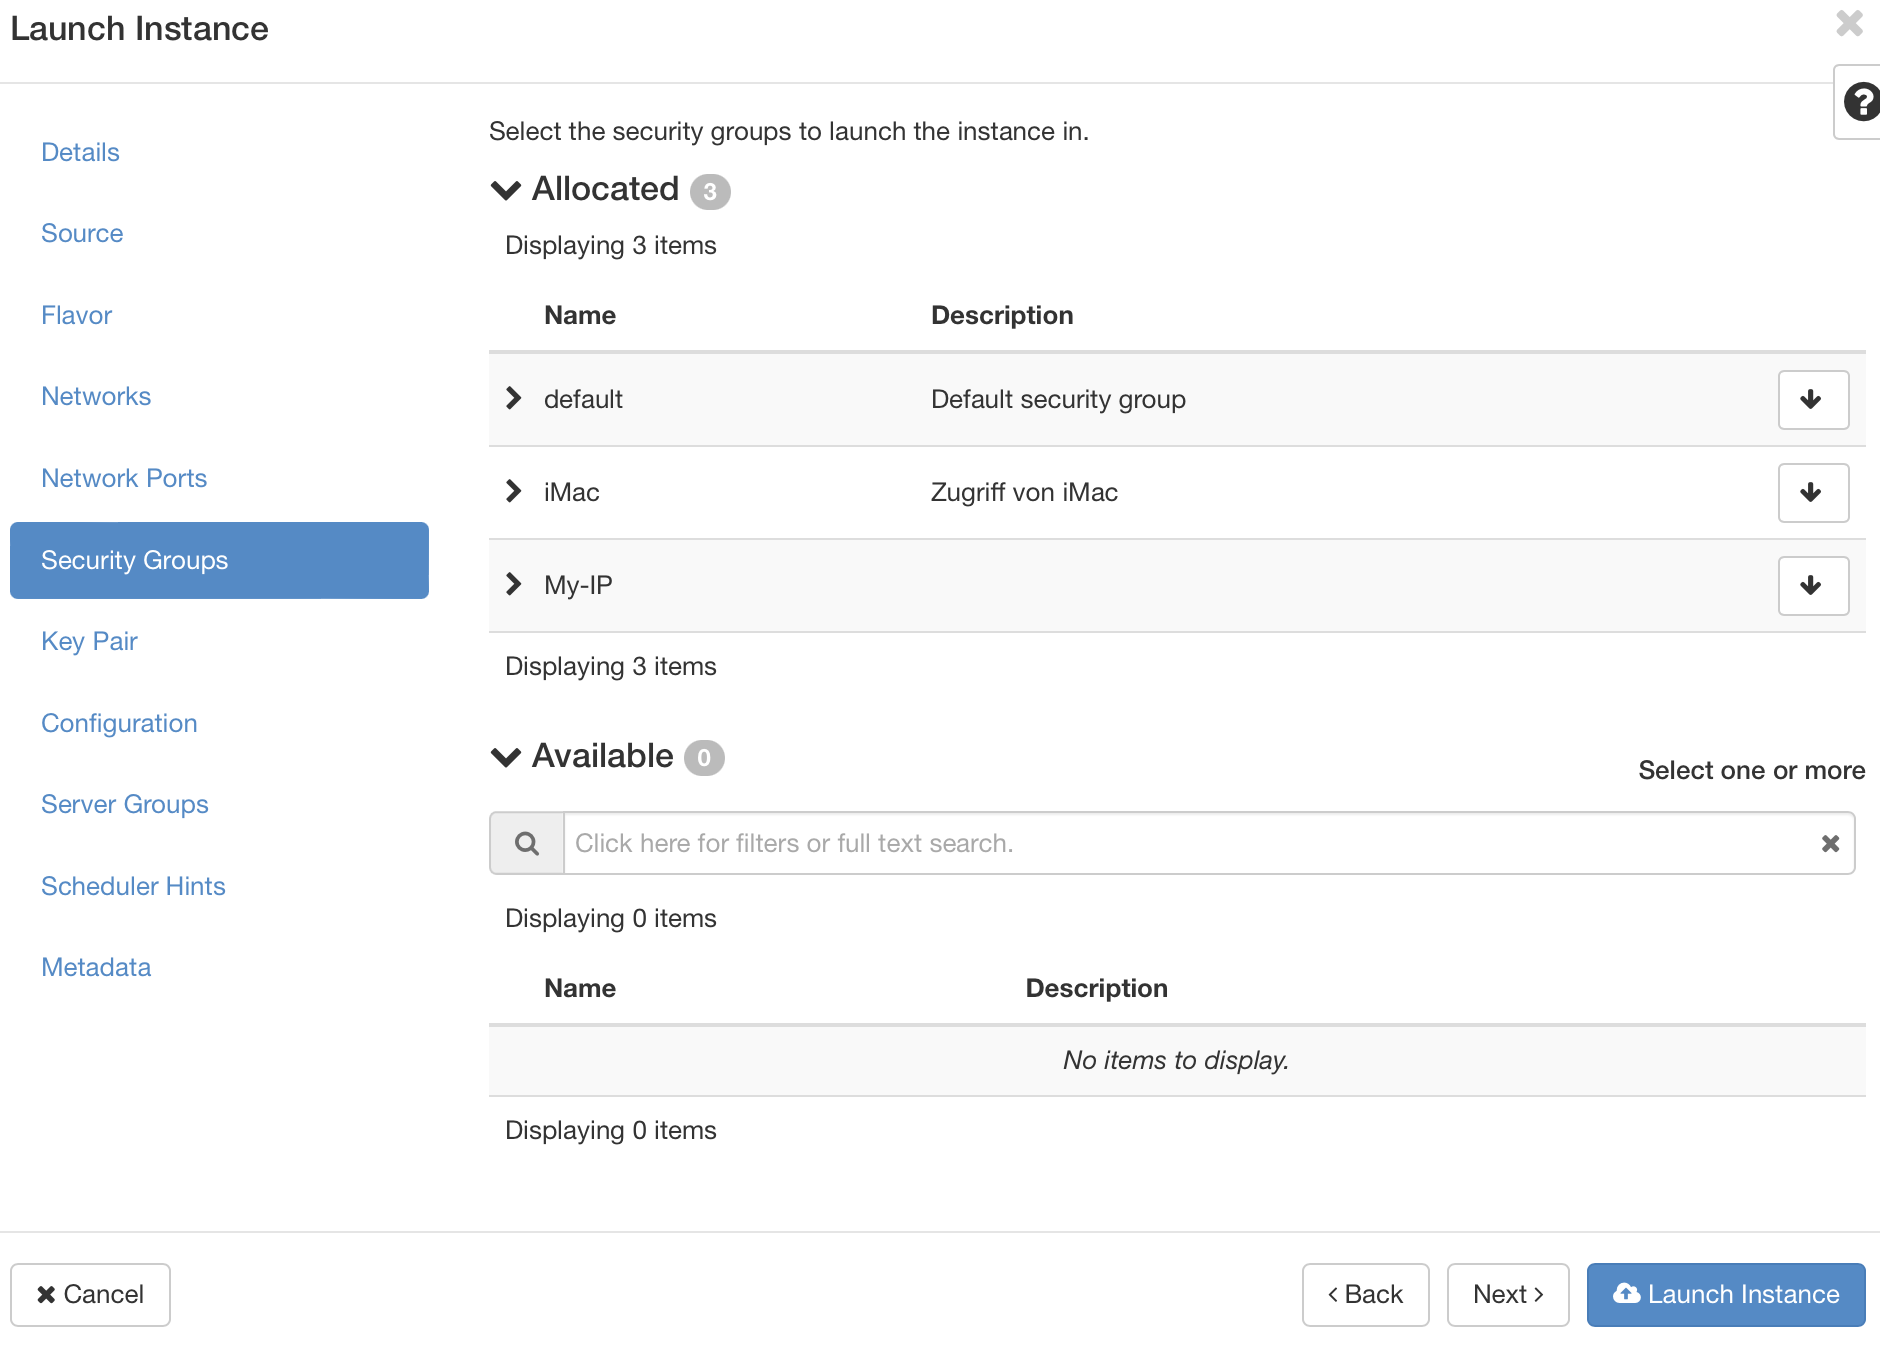 Launch Instance
Details
Source
Flavor
Networks
Network Ports
Security Groups
Key Pair
Configuration
Server Groups
Scheduler Hints
Metadata
Select the security groups to launch the instance in.
Allocated 3
Displaying 3 items
Name Description
default Default security group
iMac Zugriff von iMac
My-IP
Displaying 3 items
Available 0
Select one or more
Click here for filters or full text search.
Displaying 0 items
Name Description
No items to display.
Displaying 0 items
Cancel
Back
Next
Launch Instance